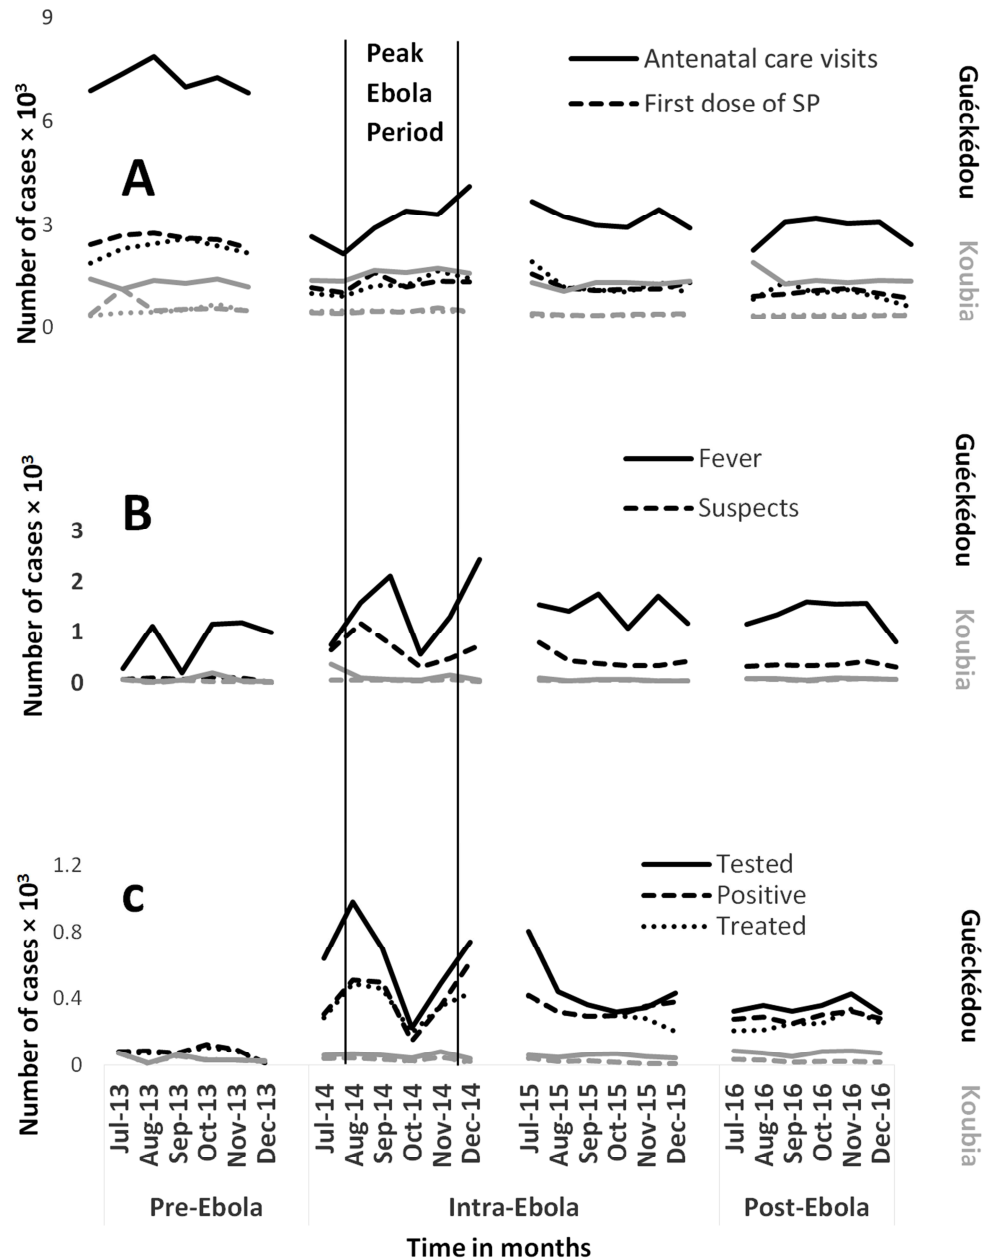 9
6
3
0
Number of cases × 10³
A
Peak
Ebola
Period
Antenatal care visits
First dose of SP
Guéckédou
Koubia
3
2
1
0
Number of cases × 10³
B
Fever
Suspects
Guéckédou
Koubia
1.2
0.8
0.4
0
Number of cases × 10³
C
Tested
Positive
Treated
Guéckédou
Koubia
Jul-13
Aug-13
Sep-13
Oct-13
Nov-13
Dec-13
Jul-14
Aug-14
Sep-14
Oct-14
Nov-14
Dec-14
Jul-15
Aug-15
Sep-15
Oct-15
Nov-15
Dec-15
Jul-16
Aug-16
Sep-16
Oct-16
Nov-16
Dec-16
Pre-Ebola
Intra-Ebola
Post-Ebola
Time in months